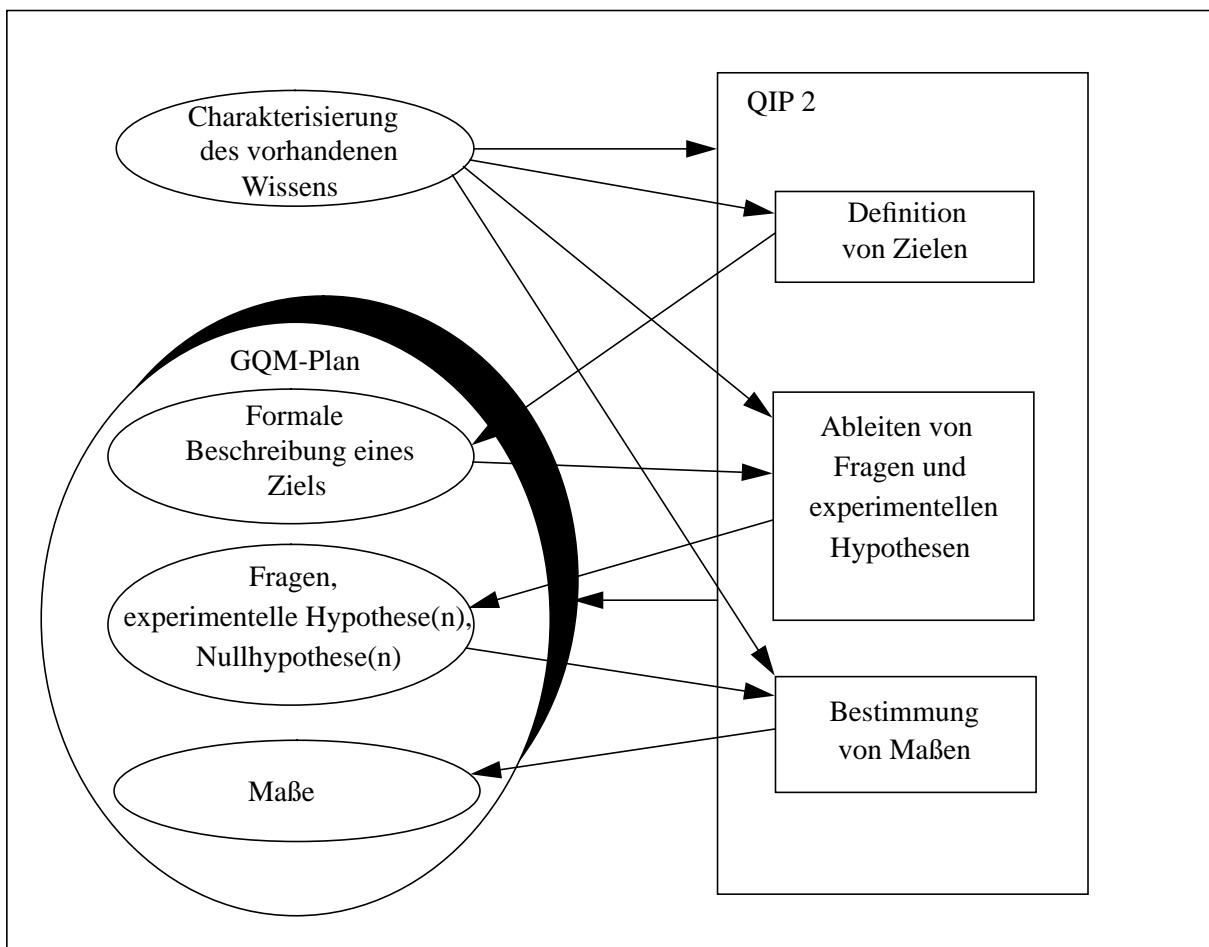 Charakterisierung
des vorhandenen
Wissens
QIP 2
Definition
von Zielen
GQM-Plan
Formale
Beschreibung eines
Ziels
Ableiten von
Fragen und
experimentellen
Hypothesen
Fragen,
experimentelle Hypothese(n),
Nullhypothese(n)
Bestimmung
von Maßen
Maße